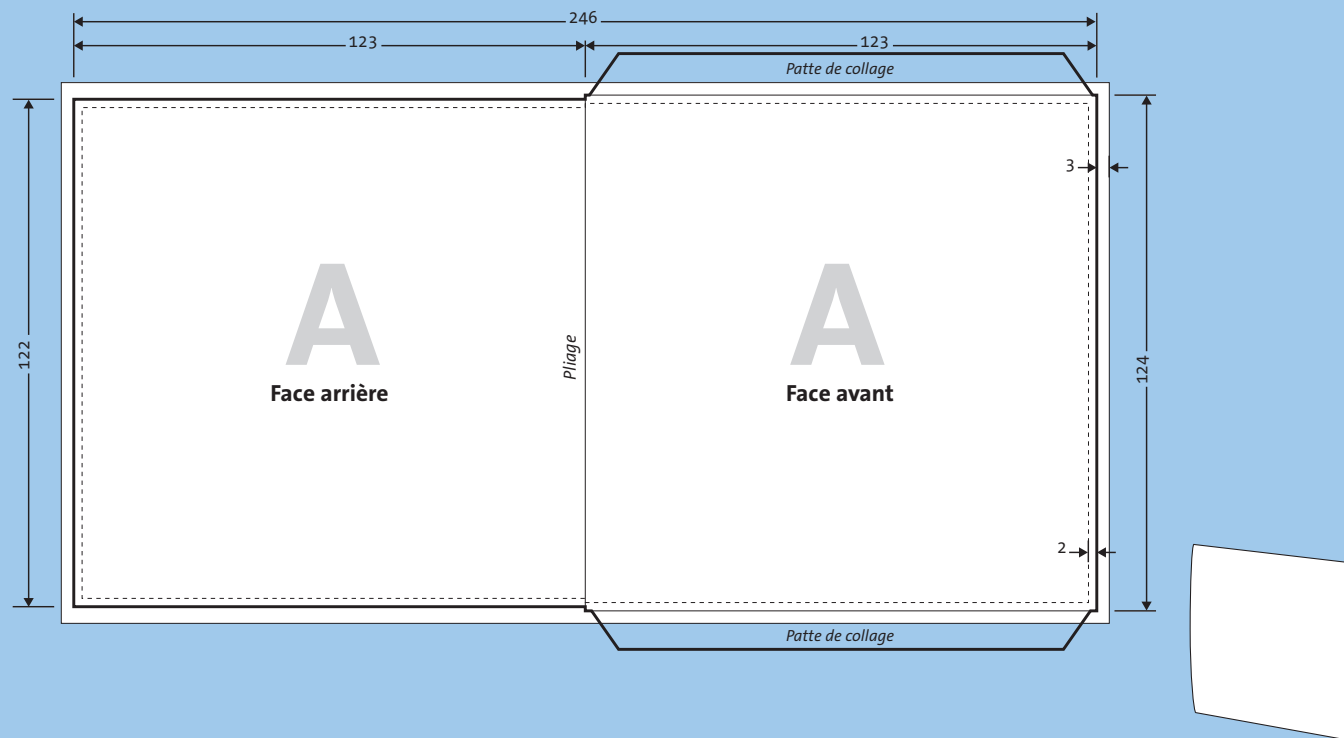 246
123
123
Patte de collage
3
A
A
122
Pliage
124
Face arrière
Face avant
2
Patte de collage